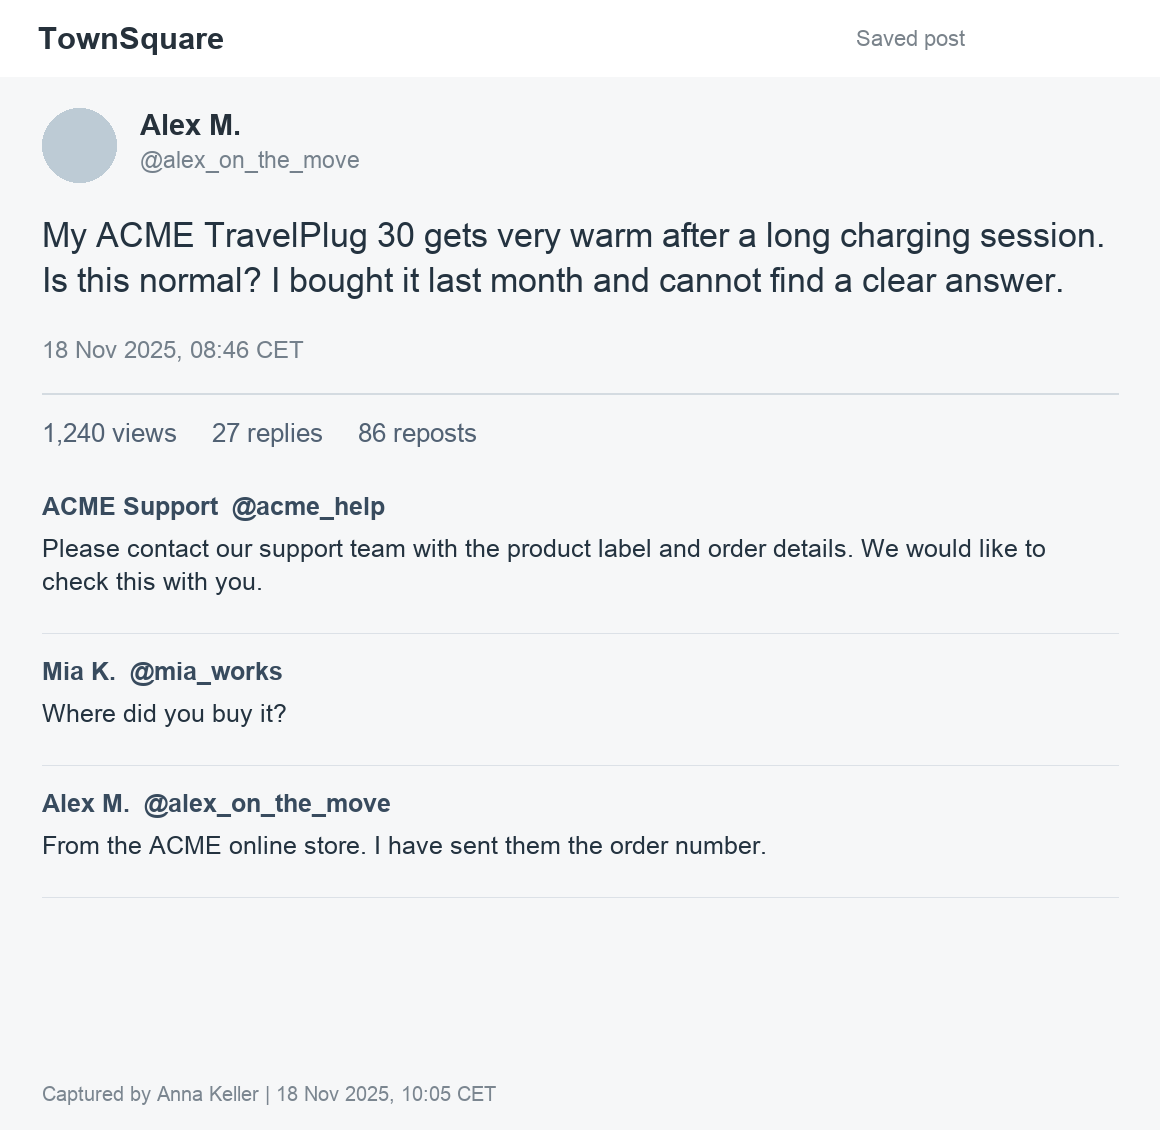 TownSquare
Saved post
Alex M.
@alex_on_the_move
My ACME TravelPlug 30 gets very warm after a long charging session.
Is this normal? I bought it last month and cannot find a clear answer.
18 Nov 2025, 08:46 CET
1,240 views 27 replies 86 reposts
ACME Support @acme_help
Please contact our support team with the product label and order details. We would like to
check this with you.
Mia K. @mia_works
Where did you buy it?
Alex M. @alex_on_the_move
From the ACME online store. I have sent them the order number.
Captured by Anna Keller | 18 Nov 2025, 10:05 CET